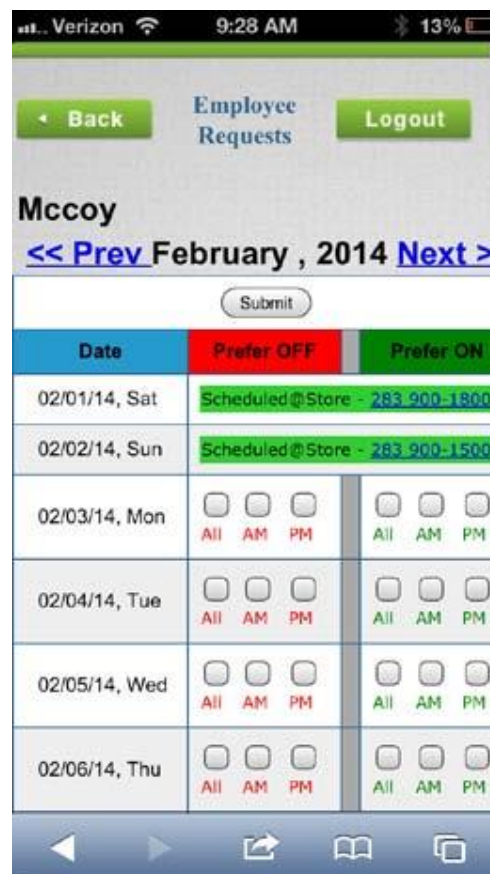 Verizon 9:28 AM 13%
Back Employee Requests Logout
Mccoy
<< Prev February , 2014 Next >
Submit
Date Prefer OFF Prefer ON
02/01/14, Sat Scheduled@Store - 283 900-1800
02/02/14, Sun Scheduled@Store - 283 900-1500
02/03/14, Mon All AM PM All AM PM
02/04/14, Tue All AM PM All AM PM
02/05/14, Wed All AM PM All AM PM
02/06/14, Thu All AM PM All AM PM